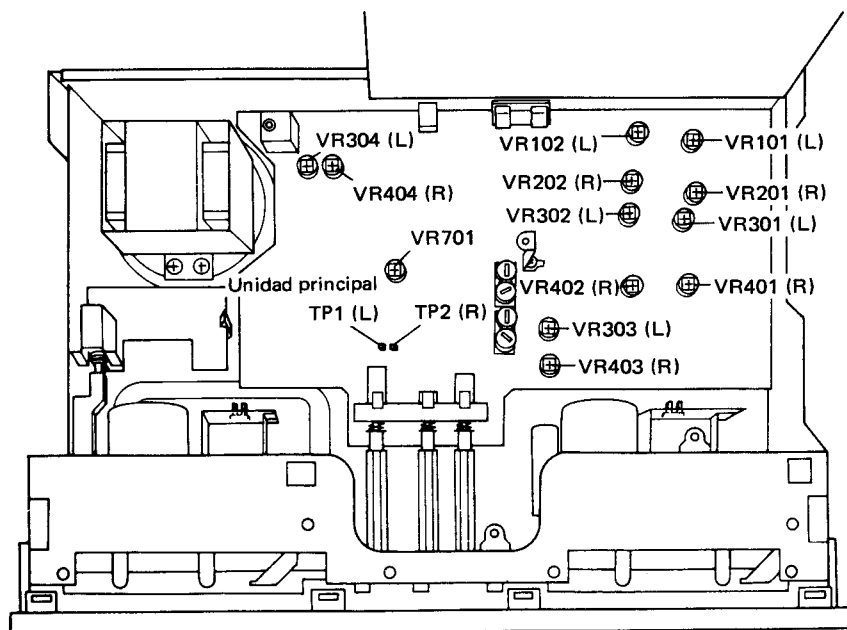 VR304 (L)
VR404 (R)
VR102 (L)
VR101 (L)
VR202 (R)
VR201 (R)
VR302 (L)
VR301 (L)
VR701
Unidad principal
VR402 (R)
VR401 (R)
TP1 (L)
TP2 (R)
VR303 (L)
VR403 (R)